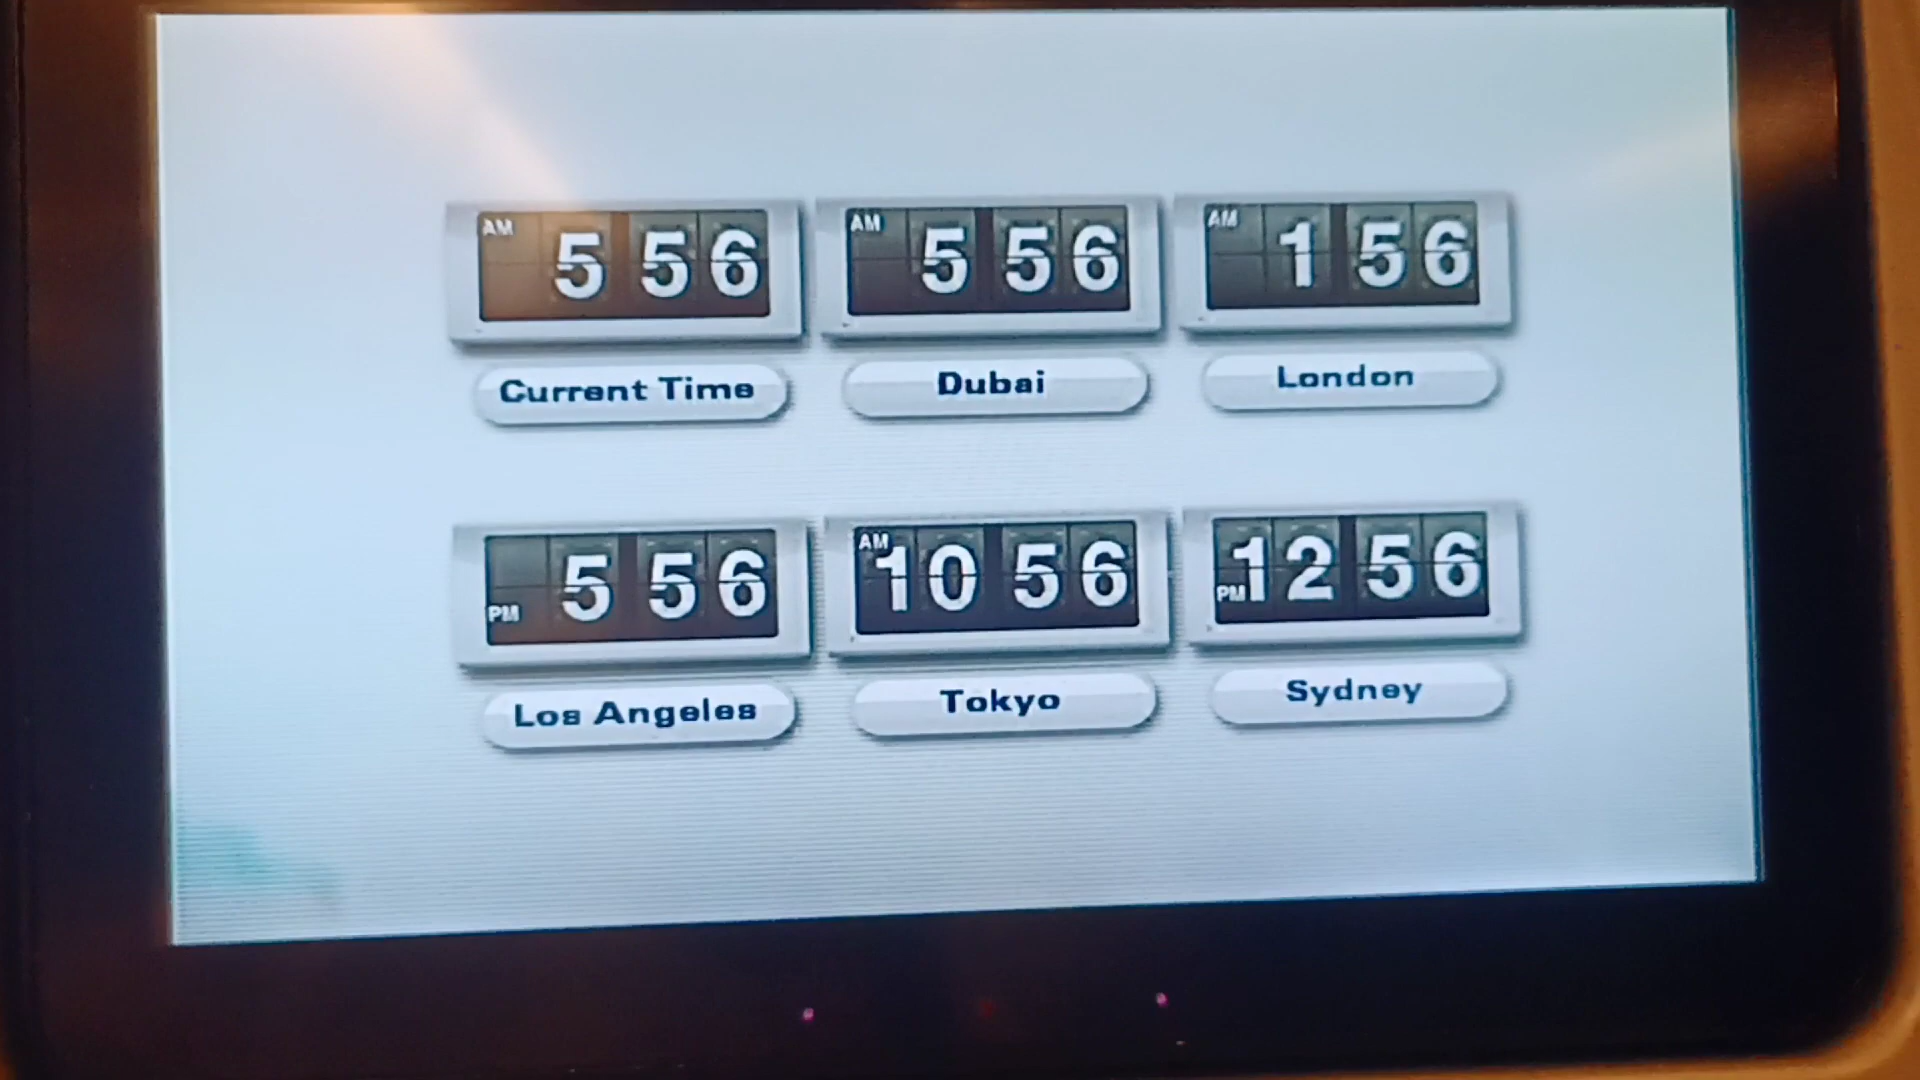 AM 5 56
AM 5 56
AM 1 56
Current Time
Dubai
London
PM 5 56
AM 10 56
PM 12 56
Los Angeles
Tokyo
Sydney